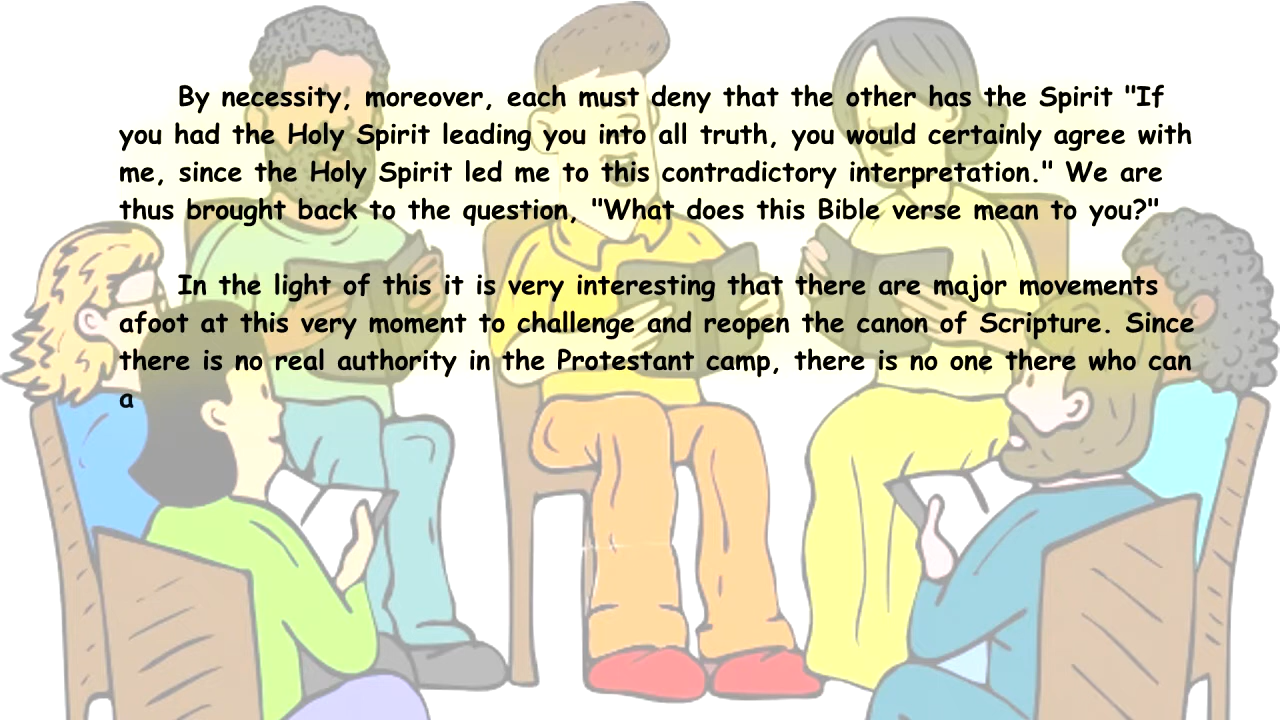 By necessity, moreover, each must deny that the other has the Spirit "If
you had the Holy Spirit leading you into all truth, you would certainly agree with
me, since the Holy Spirit led me to this contradictory interpretation." We are
thus brought back to the question, "What does this Bible verse mean to you?"
In the light of this it is very interesting that there are major movements
afoot at this very moment to challenge and reopen the canon of Scripture. Since
there is no real authority in the Protestant camp, there is no one there who can
a